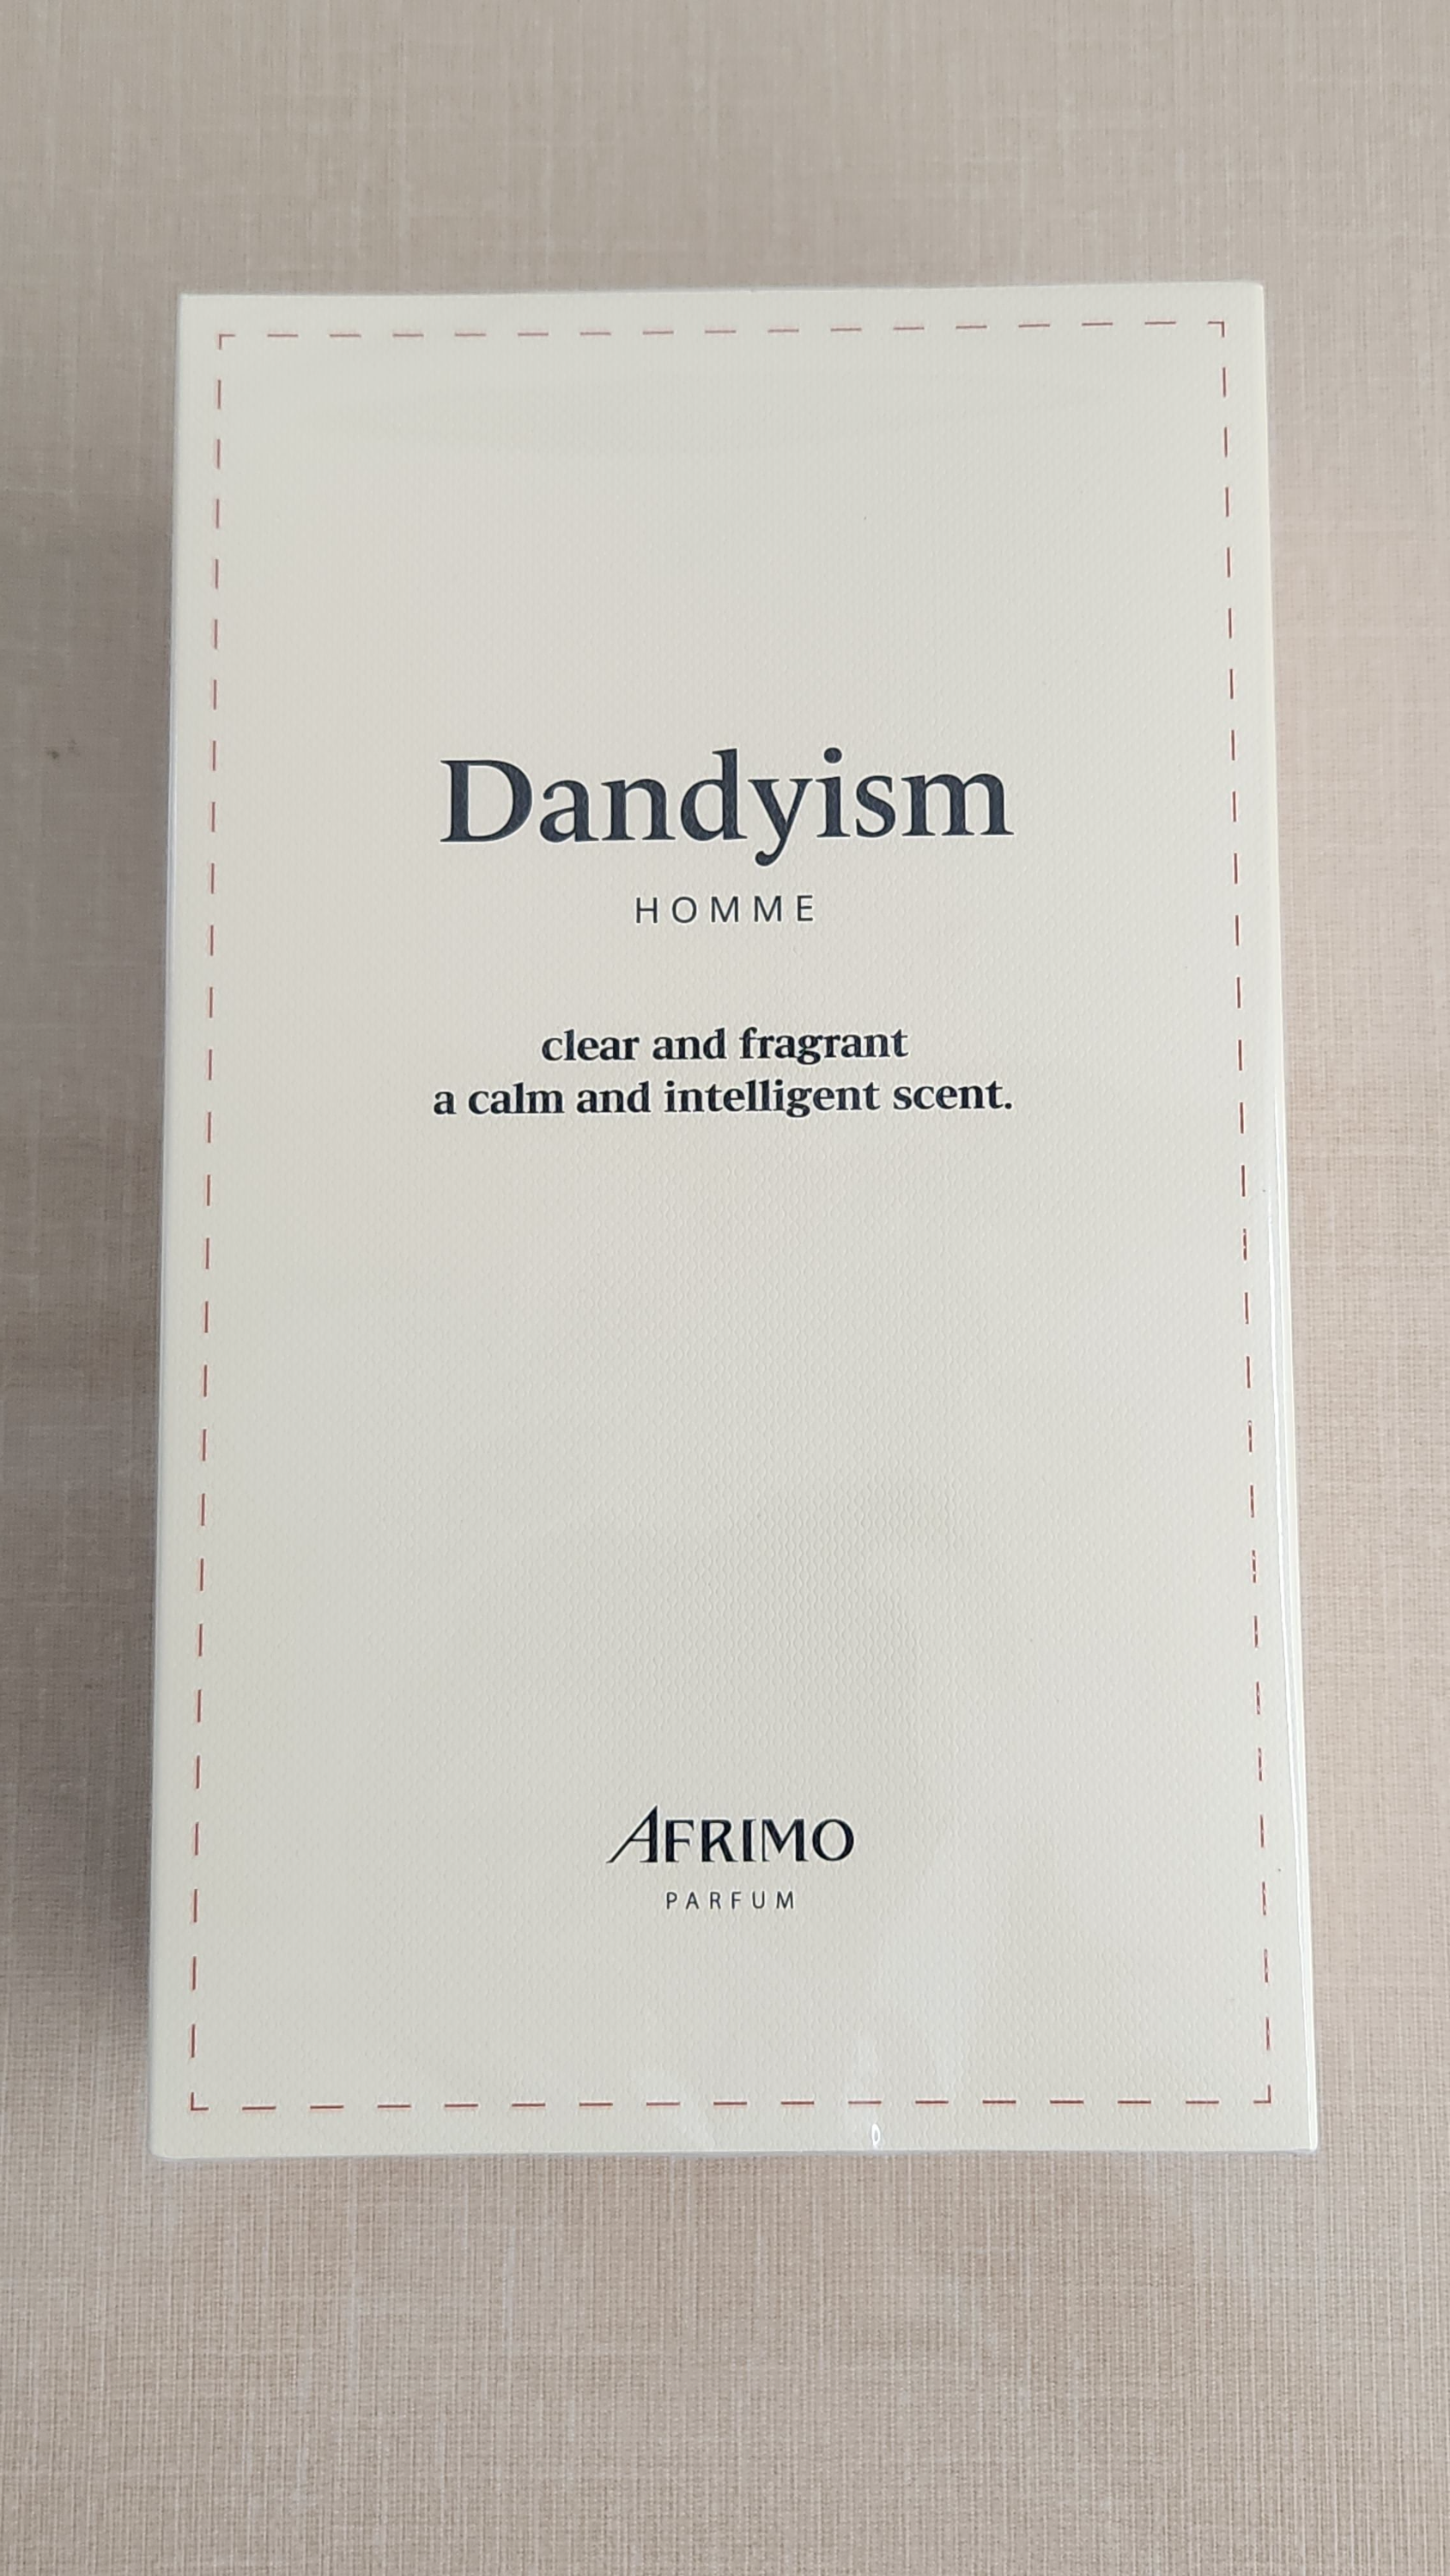 Dandyism
HOMME
clear and fragrant
a calm and intelligent scent.
AFRIMO
PARFUM